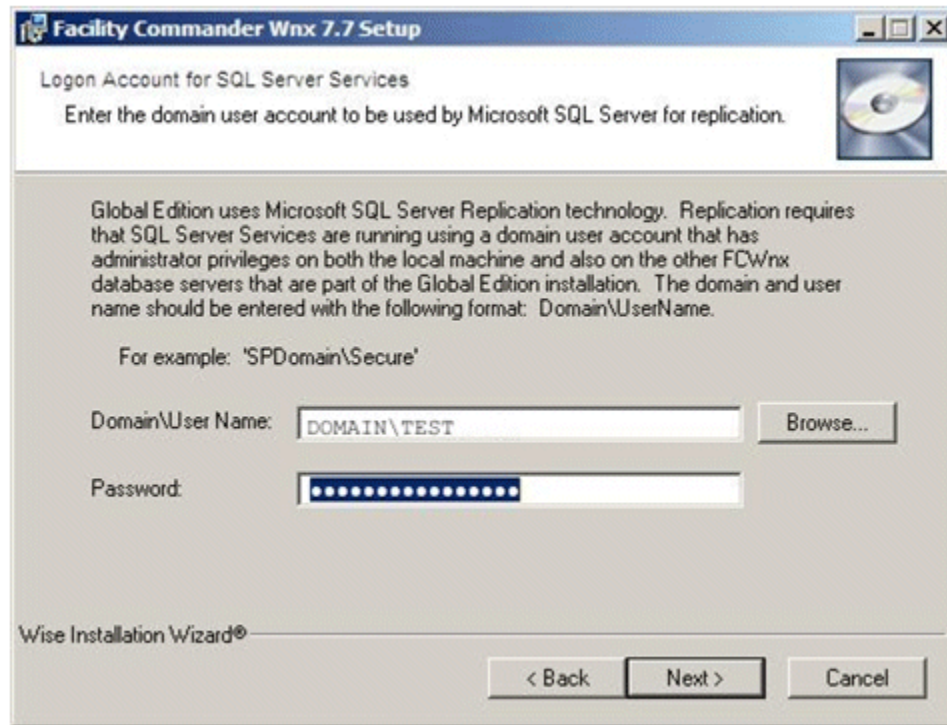 Facility Commander Wnx 7.7 Setup
Logon Account for SQL Server Services
Enter the domain user account to be used by Microsoft SQL Server for replication.
Global Edition uses Microsoft SQL Server Replication technology.  Replication requires
that SQL Server Services are running using a domain user account that has
administrator privileges on both the local machine and also on the other FCWnx
database servers that are part of the Global Edition installation.  The domain and user
name should be entered with the following format:  Domain\UserName.
For example:  'SPDomain\Secure'
Domain\User Name:
DOMAIN\TEST
Browse...
Password:
●●●●●●●●●●●●●●●●
Wise Installation Wizard®
< Back
Next >
Cancel